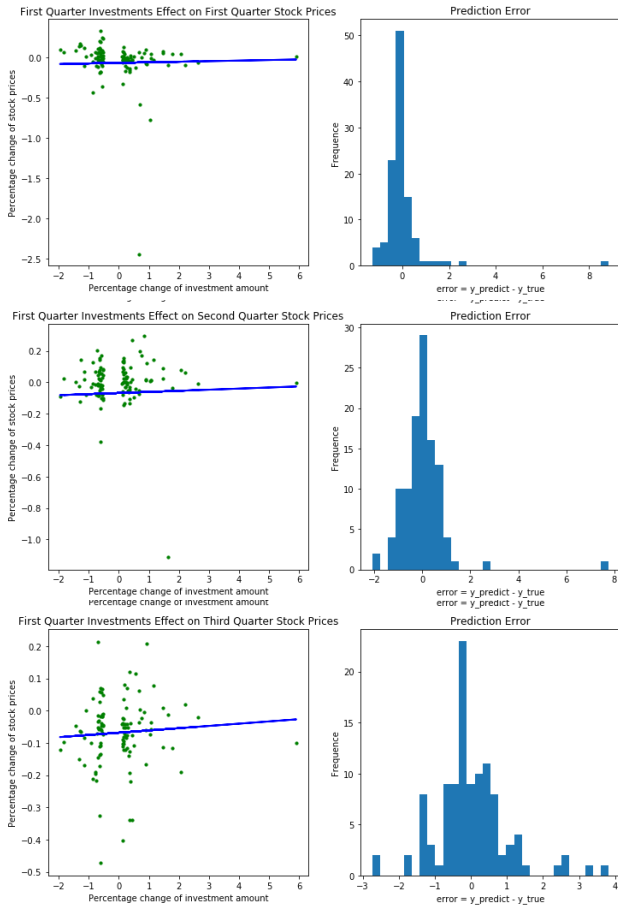 First Quarter Investments Effect on First Quarter Stock Prices
Percentage change of stock prices
0.0
−0.5
−1.0
−1.5
−2.0
−2.5
−2 −1 0 1 2 3 4 5 6
Percentage change of investment amount
Prediction Error
Frequence
50
40
30
20
10
0
0 2 4 6 8
error = y_predict - y_true
First Quarter Investments Effect on Second Quarter Stock Prices
Percentage change of stock prices
0.2
0.0
−0.2
−0.4
−0.6
−0.8
−1.0
−2 −1 0 1 2 3 4 5 6
Percentage change of investment amount
Percentage change of investment amount
Prediction Error
Frequence
30
25
20
15
10
5
0
−2 0 2 4 6 8
error = y_predict - y_true
error = y_predict - y_true
First Quarter Investments Effect on Third Quarter Stock Prices
Percentage change of stock prices
0.2
0.1
0.0
−0.1
−0.2
−0.3
−0.4
−0.5
−2 −1 0 1 2 3 4 5 6
Percentage change of investment amount
Prediction Error
Frequence
20
15
10
5
0
−3 −2 −1 0 1 2 3 4
error = y_predict - y_true